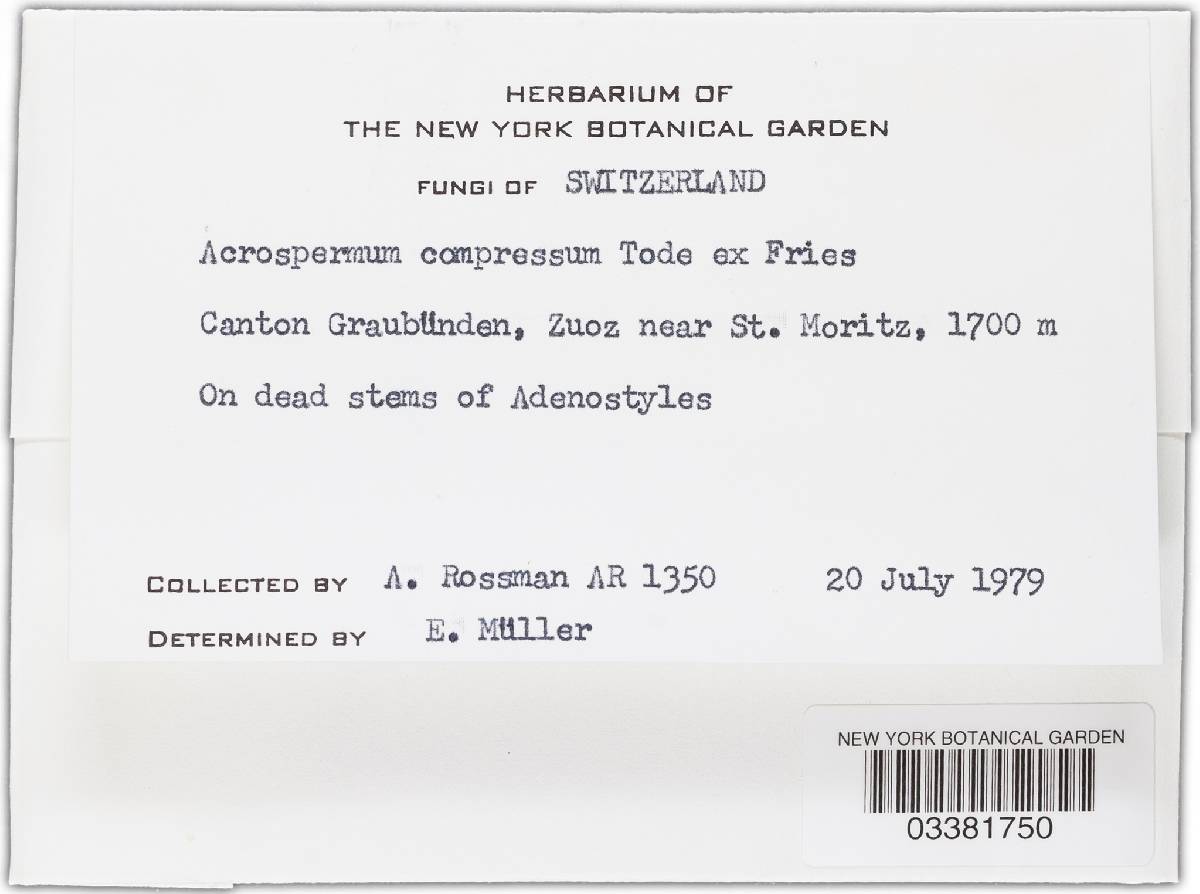 HERBARIUM OF
THE NEW YORK BOTANICAL GARDEN
FUNGI OF SWITZERLAND
Acrospermum compressum Tode ex Fries
Canton Graubünden, Zuoz near St. Moritz, 1700 m
On dead stems of Adenostyles
COLLECTED BY A. Rossman AR 1350 20 July 1979
DETERMINED BY E. Müller
NEW YORK BOTANICAL GARDEN
03381750